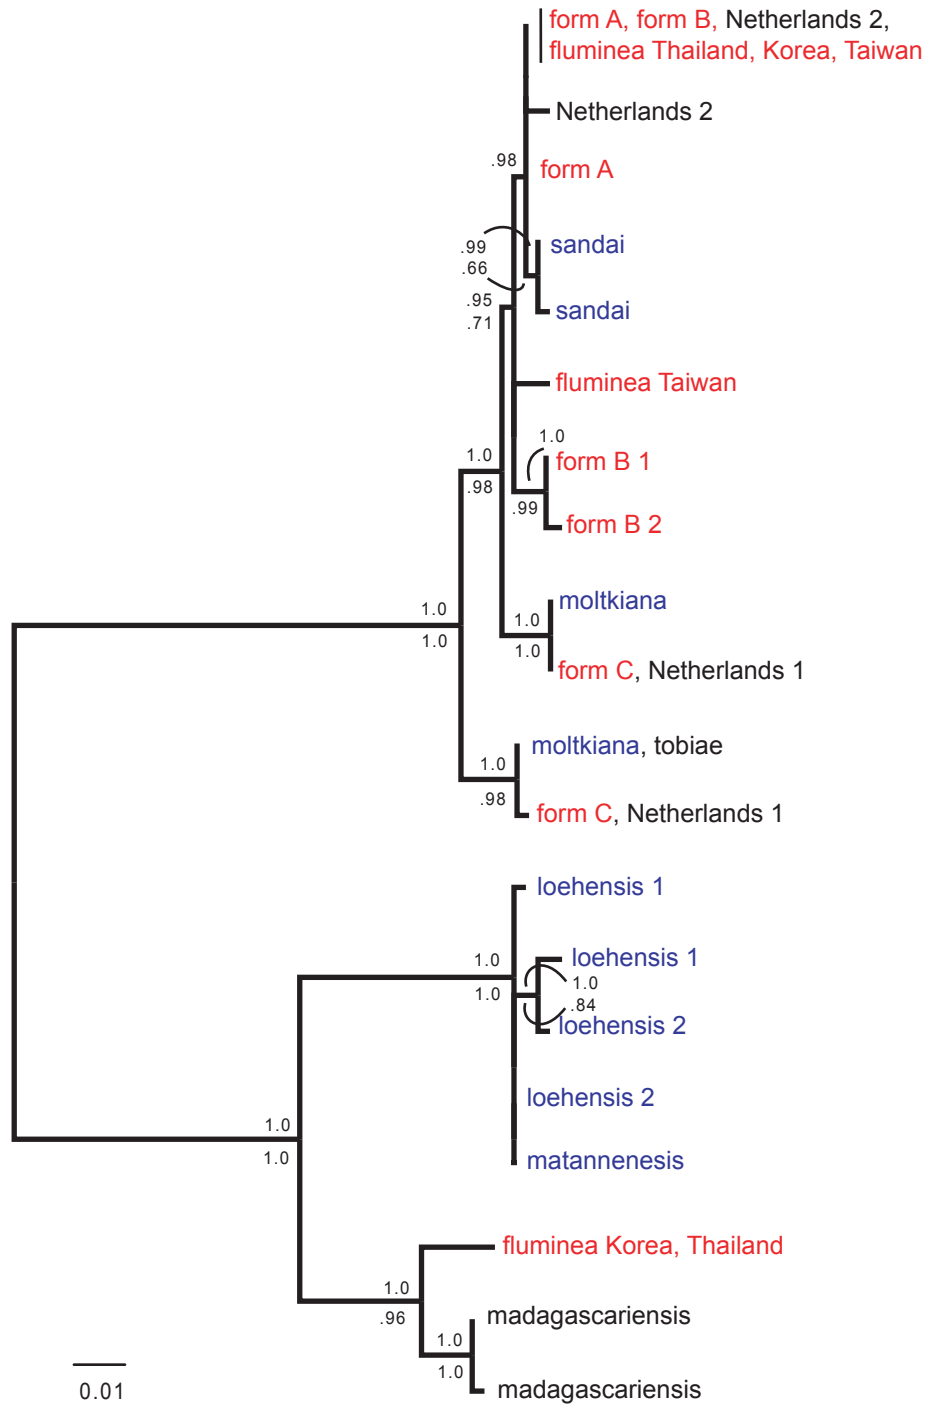 form A, form B, Netherlands 2,
fluminea Thailand, Korea, Taiwan
Netherlands 2
.98
form A
sandai
.99
.66
sandai
.95
.71
fluminea Taiwan
1.0
form B 1
1.0
.98
.99
form B 2
moltkiana
1.0
1.0
1.0
1.0
form C, Netherlands 1
moltkiana, tobiae
1.0
.98
form C, Netherlands 1
loehensis 1
loehensis 1
1.0
1.0
1.0
.84
loehensis 2
loehensis 2
1.0
1.0
matannenesis
fluminea Korea, Thailand
1.0
.96
madagascariensis
1.0
1.0
madagascariensis
0.01